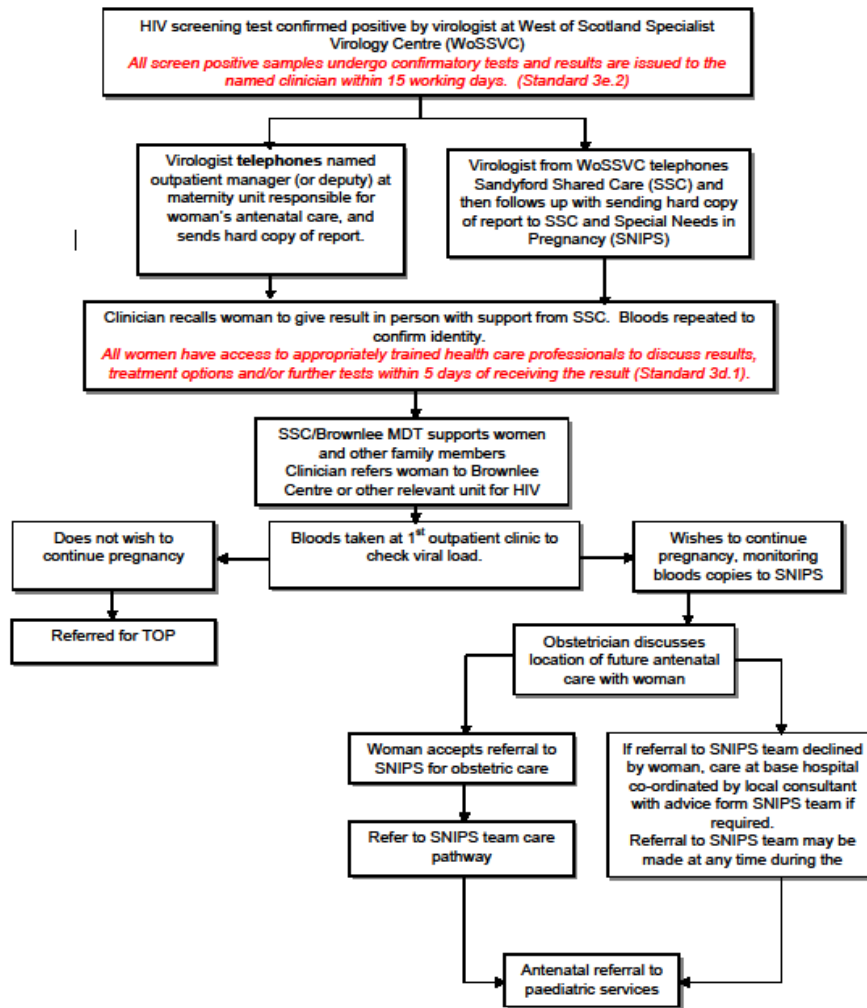 HIV screening test confirmed positive by virologist at West of Scotland Specialist
Virology Centre (WoSSVC)
All screen positive samples undergo confirmatory tests and results are issued to the
named clinician within 15 working days. (Standard 3e.2)
Virologist telephones named
outpatient manager (or deputy) at
maternity unit responsible for
woman's antenatal care, and
sends hard copy of report.
Virologist from WoSSVC telephones
Sandyford Shared Care (SSC) and
then follows up with sending hard copy
of report to SSC and Special Needs in
Pregnancy (SNIPS)
Clinician recalls woman to give result in person with support from SSC. Bloods repeated to
confirm identity.
All women have access to appropriately trained health care professionals to discuss results,
treatment options and/or further tests within 5 days of receiving the result (Standard 3d.1).
SSC/Brownlee MDT supports women
and other family members
Clinician refers woman to Brownlee
Centre or other relevant unit for HIV
Does not wish to
continue pregnancy
Bloods taken at 1st outpatient clinic to
check viral load.
Wishes to continue
pregnancy, monitoring
bloods copies to SNIPS
Referred for TOP
Obstetrician discusses
location of future antenatal
care with woman
Woman accepts referral to
SNIPS for obstetric care
If referral to SNIPS team declined
by woman, care at base hospital
co-ordinated by local consultant
with advice form SNIPS team if
required.
Referral to SNIPS team may be
made at any time during the
Refer to SNIPS team care
pathway
Antenatal referral to
paediatric services